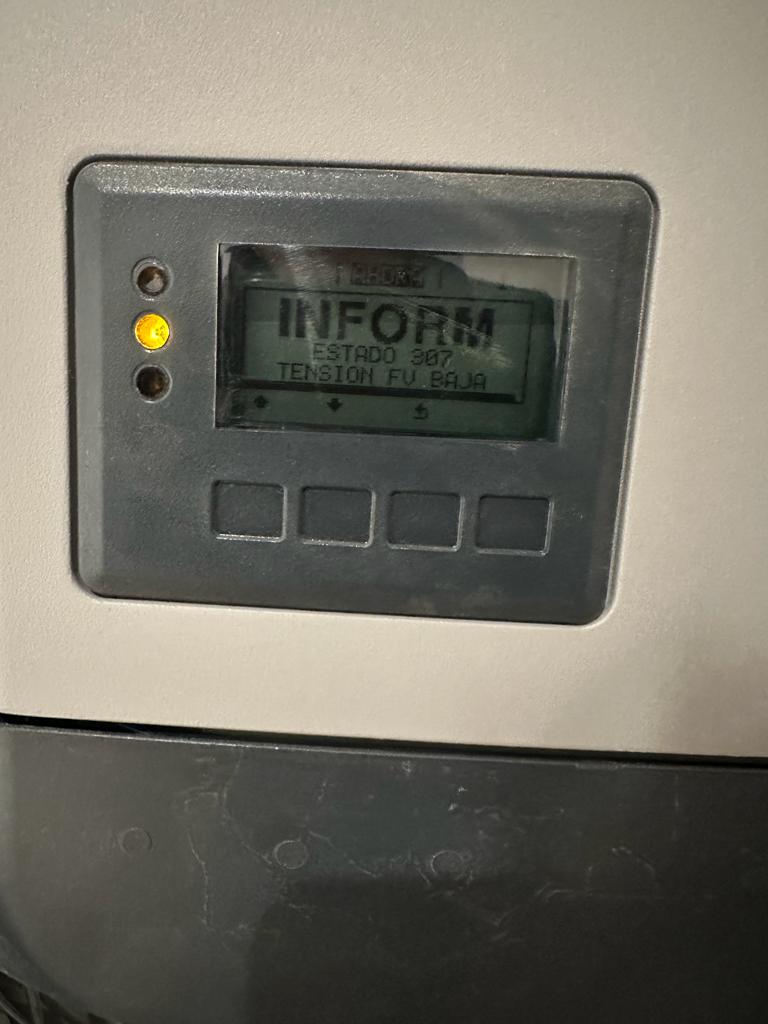 AHORA
INFORM
ESTADO 307
TENSION FV BAJA